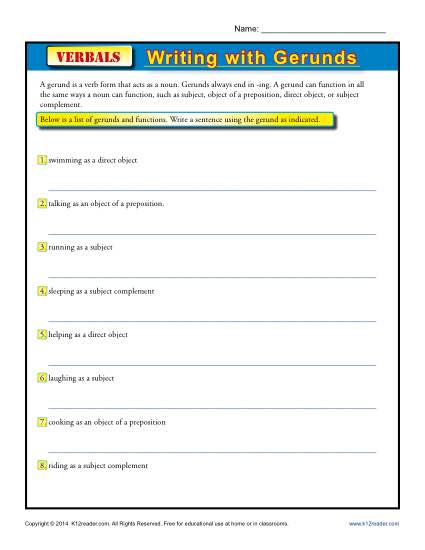 Name:
VERBALS
Writing with Gerunds
A gerund is a verb form that acts as a noun. Gerunds always end in -ing. A gerund can function in all
the same ways a noun can function, such as subject, object of a preposition, direct object, or subject
complement.
Below is a list of gerunds and functions. Write a sentence using the gerund as indicated.
1. swimming as a direct object
2. talking as an object of a preposition.
3. running as a subject
4. sleeping as a subject complement
5. helping as a direct object
6. laughing as a subject
7. cooking as an object of a preposition
8. riding as a subject complement
Copyright © 2014 K12reader.com. All Rights Reserved. Free for educational use at home or in classrooms.
www.k12reader.com